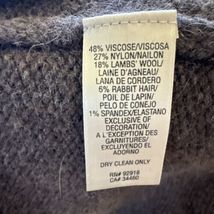 48% VISCOSE/VISCOSA
27% NYLON/NAILON
18% LAMBS' WOOL/
LAINE D'AGNEAU/
LANA DE CORDERO
6% RABBIT HAIR/
POIL DE LAPIN/
PELO DE CONEJO
1% SPANDEX/ELASTANO
EXCLUSIVE OF
DECORATION/
A L'EXCEPTION DES
GARNITURES/
EXCLUYENDO EL
ADORNO
DRY CLEAN ONLY
RN# 92918
CA# 34460